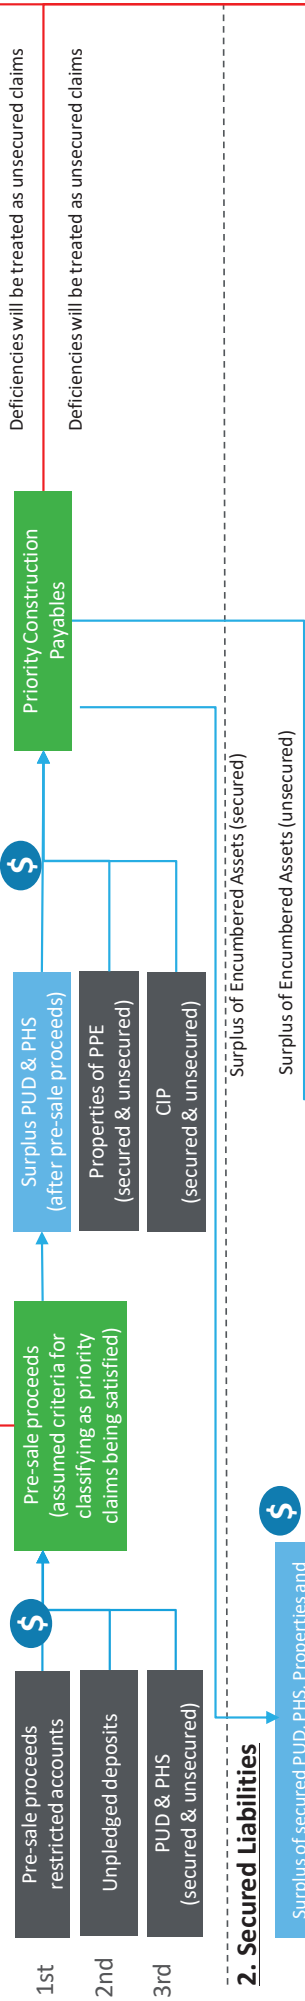 1st
2nd
3rd
Pre-sale proceeds
restricted accounts
Unpledged deposits
PUD & PHS
(secured & unsecured)
$
Pre-sale proceeds
(assumed criteria for
classifying as priority
claims being satisfied)
Surplus PUD & PHS
(after pre-sale proceeds)
Properties of PPE
(secured & unsecured)
CIP
(secured & unsecured)
$
Priority Construction
Payables
Deficiencies will be treated as unsecured claims
Deficiencies will be treated as unsecured claims
2. Secured Liabilities
Surplus of Encumbered Assets (secured)
Surplus of Encumbered Assets (unsecured)
$
Surplus of secured PUD, PHS, Properties and